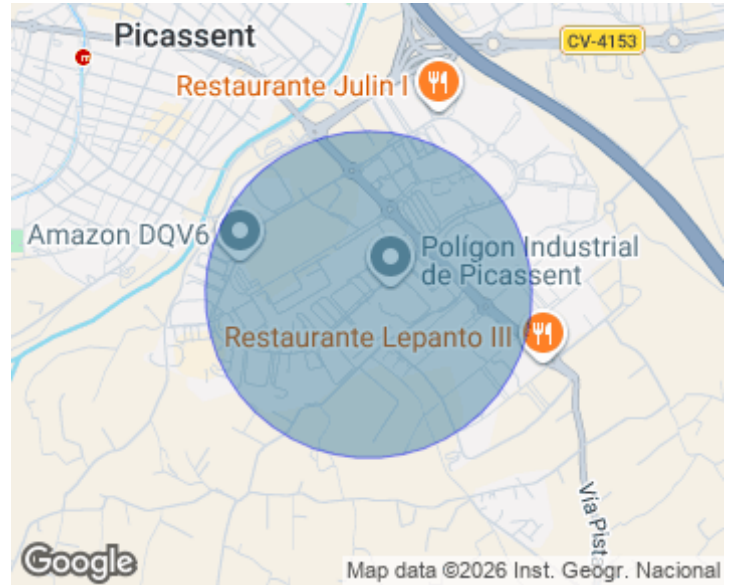 Picassent
CV-4153
Restaurante Julin I
Amazon DQV6
Polígon Industrial
de Picassent
Restaurante Lepanto III
Via Pista
Google
Map data ©2026 Inst. Geogr. Nacional